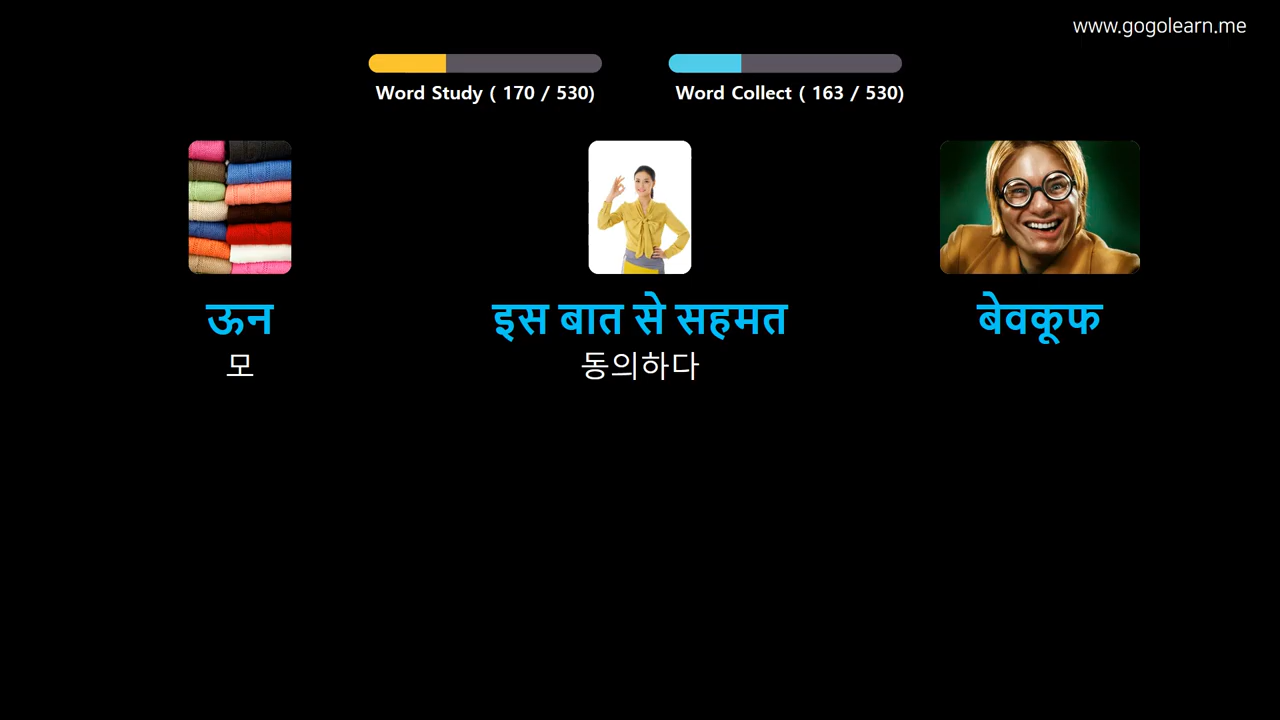 www.gogolearn.me
Word Study ( 170 / 530)
Word Collect ( 163 / 530)
ऊन
모
इस बात से सहमत
동의하다
बेवकूफ